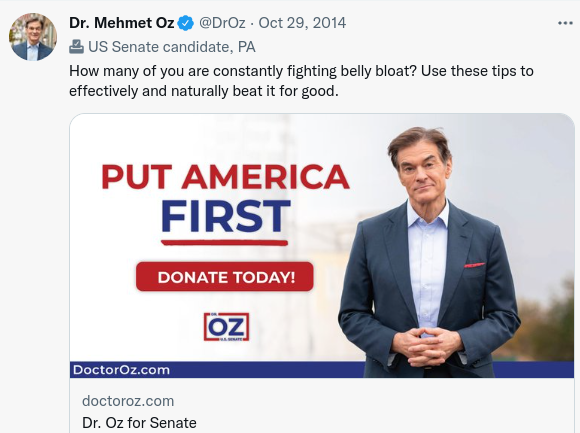 Dr. Mehmet Oz @DrOz · Oct 29, 2014
US Senate candidate, PA
How many of you are constantly fighting belly bloat? Use these tips to
effectively and naturally beat it for good.
PUT AMERICA
FIRST
DONATE TODAY!
DR.
OZ
U.S. SENATE
DoctorOz.com
doctoroz.com
Dr. Oz for Senate